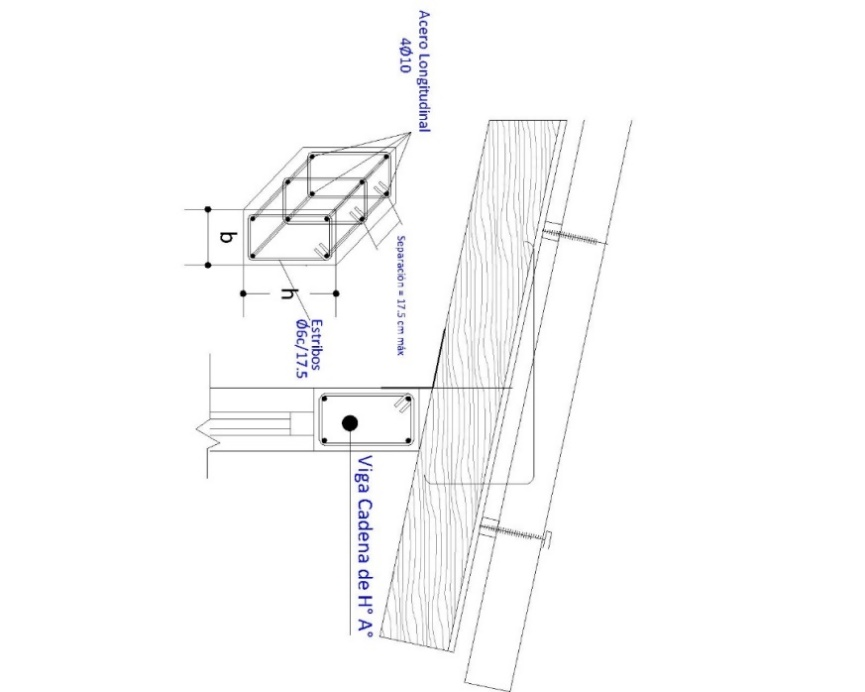 Acero Longitudinal
4Ø10
Separación = 17.5 cm máx
b
h
Estribos
Ø6c/17.5
Viga Cadena de H° A°